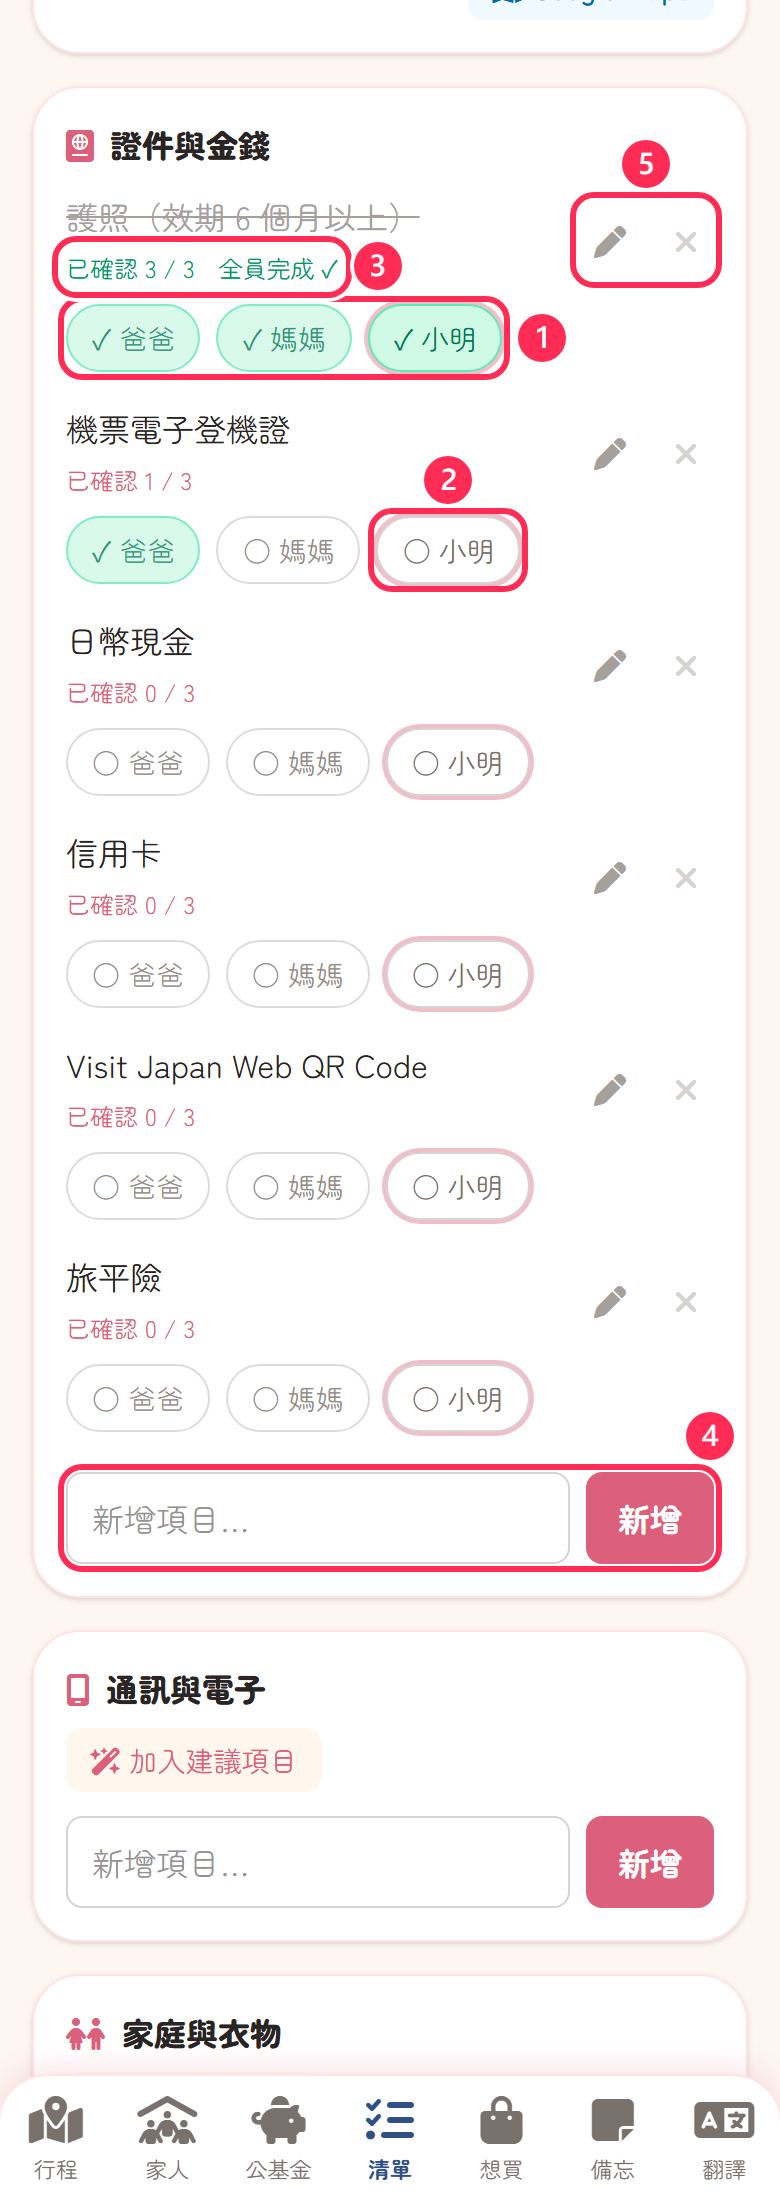 證件與金錢
5
護照（效期 6 個月以上）
已確認 3 / 3 全員完成 ✓
3
✓ 爸爸 ✓ 媽媽 ✓ 小明
1
機票電子登機證
已確認 1 / 3
2
✓ 爸爸 ○ 媽媽 ○ 小明
日幣現金
已確認 0 / 3
○ 爸爸 ○ 媽媽 ○ 小明
信用卡
已確認 0 / 3
○ 爸爸 ○ 媽媽 ○ 小明
Visit Japan Web QR Code
已確認 0 / 3
○ 爸爸 ○ 媽媽 ○ 小明
旅平險
已確認 0 / 3
○ 爸爸 ○ 媽媽 ○ 小明
4
新增項目... 新增
通訊與電子
加入建議項目
新增項目... 新增
家庭與衣物
A 文
行程 家人 公基金 清單 想買 備忘 翻譯